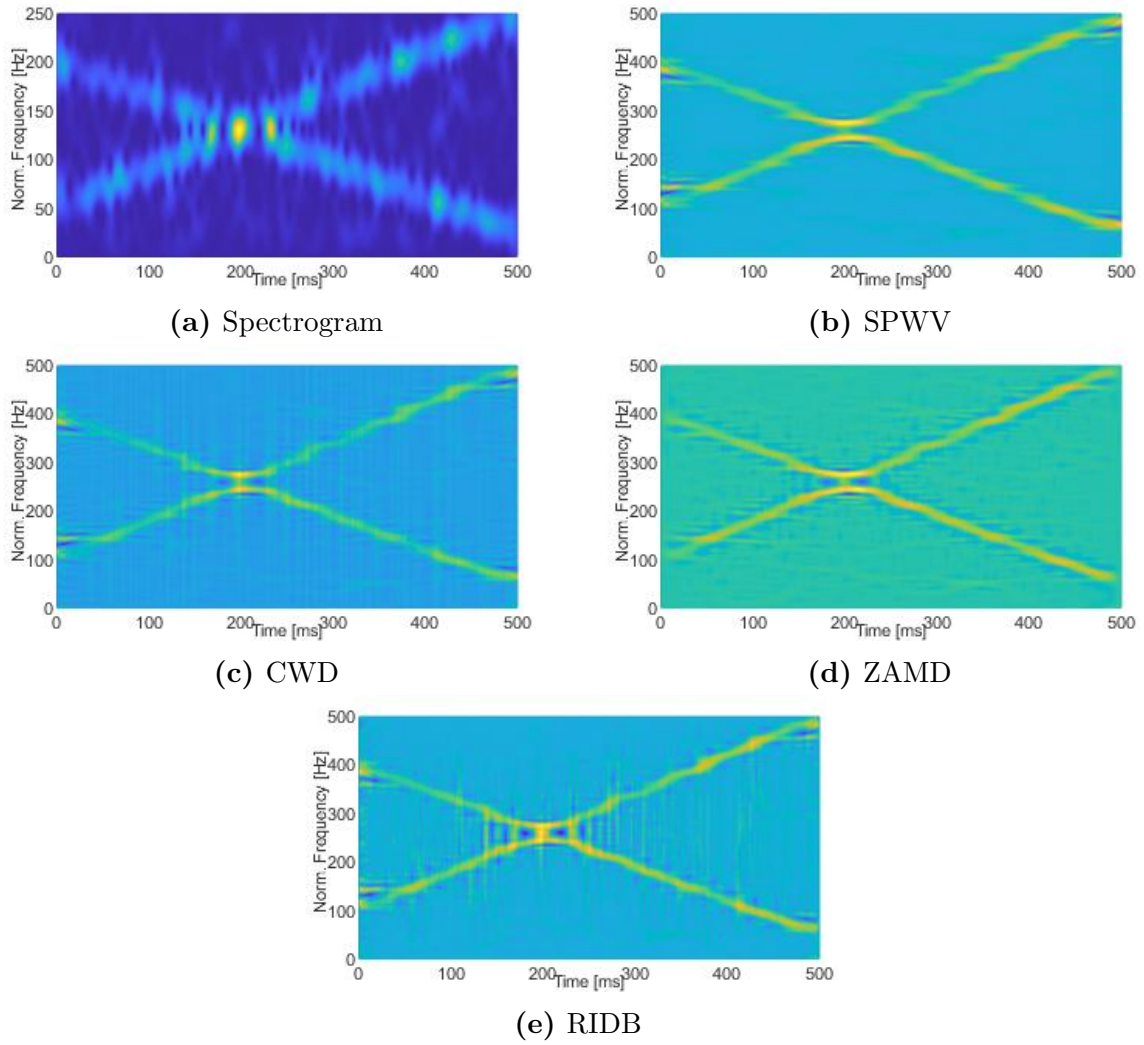 250
200
150
100
50
0
Norm. Frequency [Hz]
0 100 200 300 400 500
Time [ms]
(a) Spectrogram
500
400
300
200
100
0
Norm. Frequency [Hz]
0 100 200 300 400 500
Time [ms]
(b) SPWV
500
400
300
200
100
0
Norm. Frequency [Hz]
0 100 200 300 400 500
Time [ms]
(c) CWD
500
400
300
200
100
0
Norm. Frequency [Hz]
0 100 200 300 400 500
Time [ms]
(d) ZAMD
500
400
300
200
100
0
Norm. Frequency [Hz]
0 100 200 300 400 500
Time [ms]
(e) RIDB